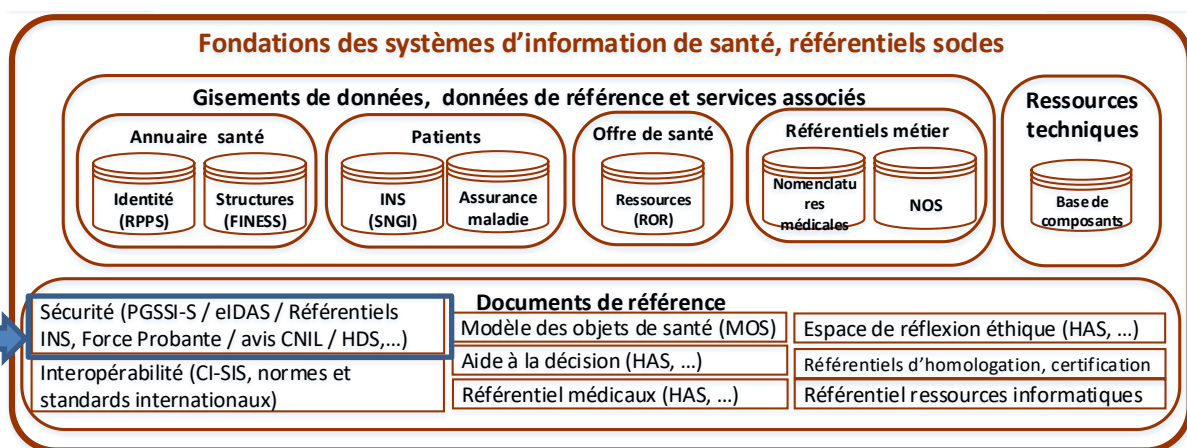 Fondations des systèmes d'information de santé, référentiels socles
Gisements de données, données de référence et services associés
Annuaire santé
Identité
(RPPS)
Structures
(FINESS)
Patients
INS
(SNGI)
Assurance
maladie
Offre de santé
Ressources
(ROR)
Référentiels métier
Nomenclatu
res
médicales
NOS
Ressources
techniques
Base de
composants
Documents de référence
Sécurité (PGSSI-S / eIDAS / Référentiels
INS, Force Probante / avis CNIL / HDS,...)
Interopérabilité (CI-SIS, normes et
standards internationaux)
Modèle des objets de santé (MOS)
Aide à la décision (HAS, ...)
Référentiel médicaux (HAS, ...)
Espace de réflexion éthique (HAS, ...)
Référentiels d'homologation, certification
Référentiel ressources informatiques